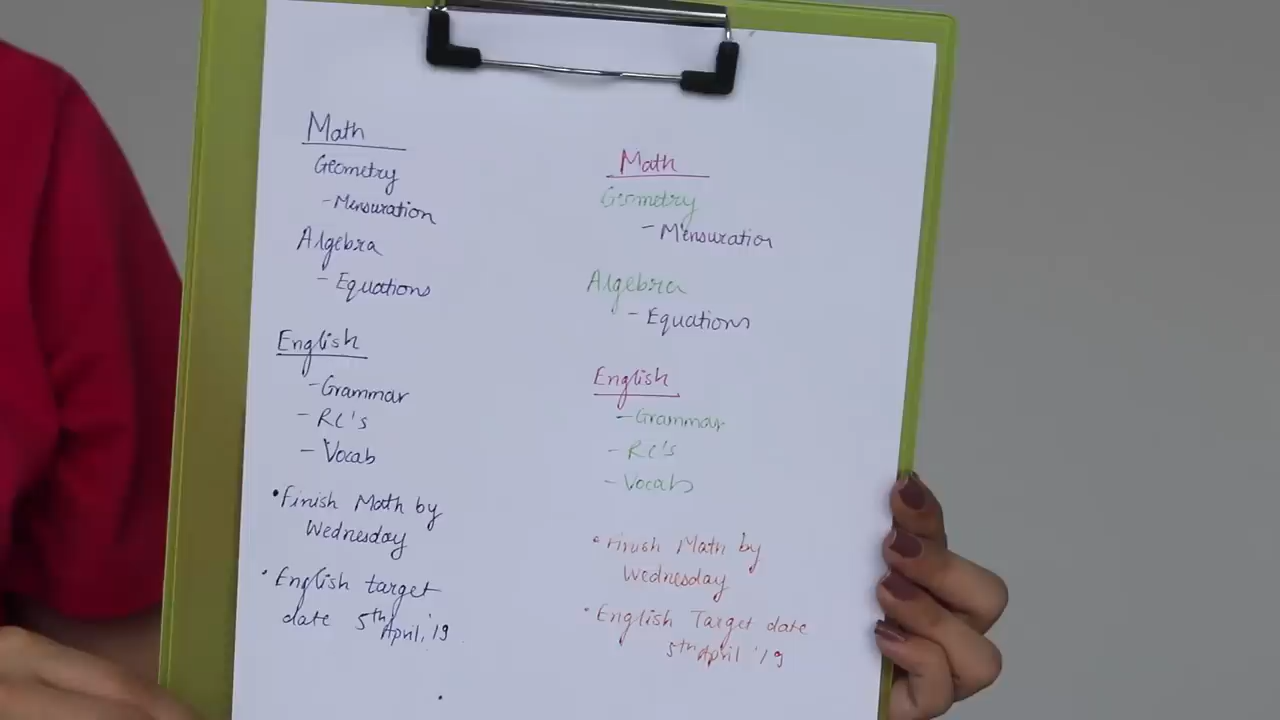 Math
Geometry
- Mensuration
Algebra
- Equations
English
- Grammar
- RC's
- Vocab
• Finish Math by
Wednesday
• English target
date 5th April, '19
Math
Geometry
- Mensuration
Algebra
- Equations
English
- Grammar
- RC's
- Vocab
• Finish Math by
Wednesday
• English Target date
5th April '19